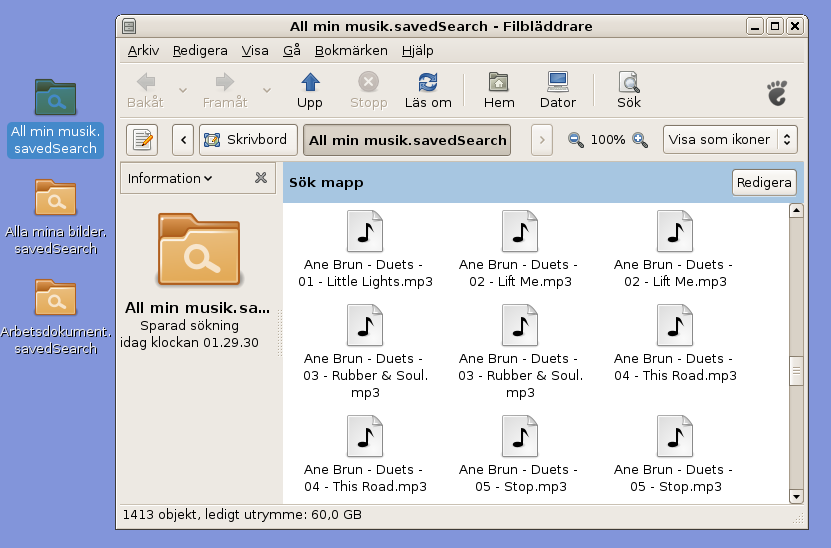 All min musik.savedSearch - Filbläddrare
Arkiv Redigera Visa Gå Bokmärken Hjälp
Bakåt Framåt Upp Stopp Läs om Hem Dator Sök
Skrivbord All min musik.savedSearch 100% Visa som ikoner
Information
Sök mapp Redigera
All min musik.sa...
Sparad sökning
idag klockan 01.29.30
Ane Brun - Duets -
01 - Little Lights.mp3
Ane Brun - Duets -
02 - Lift Me.mp3
Ane Brun - Duets -
02 - Lift Me.mp3
Ane Brun - Duets -
03 - Rubber & Soul.
mp3
Ane Brun - Duets -
03 - Rubber & Soul.
mp3
Ane Brun - Duets -
04 - This Road.mp3
Ane Brun - Duets -
04 - This Road.mp3
Ane Brun - Duets -
05 - Stop.mp3
Ane Brun - Duets -
05 - Stop.mp3
1413 objekt, ledigt utrymme: 60,0 GB
All min musik.
savedSearch
Alla mina bilder.
savedSearch
Arbetsdokument.
savedSearch